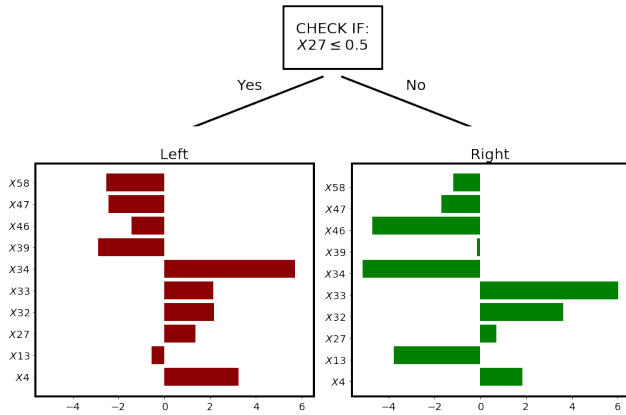 CHECK IF:
X27 ≤ 0.5
Yes
No
Left
Right
X58
X47
X46
X39
X34
X33
X32
X27
X13
X4
−4
−2
0
2
4
6
X58
X47
X46
X39
X34
X33
X32
X27
X13
X4
−4
−2
0
2
4
6